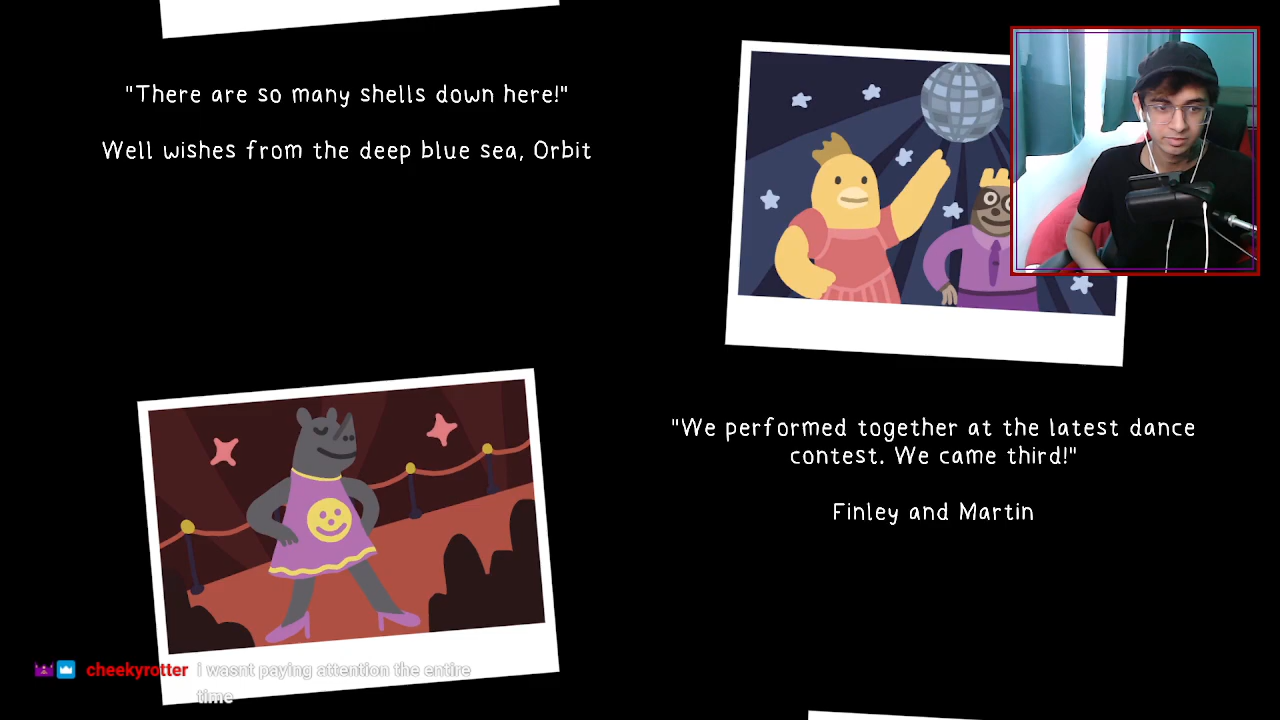 "There are so many shells down here!"
Well wishes from the deep blue sea, Orbit
"We performed together at the latest dance
contest. We came third!"
Finley and Martin
cheekyrotter i wasnt paying attention the entire
time